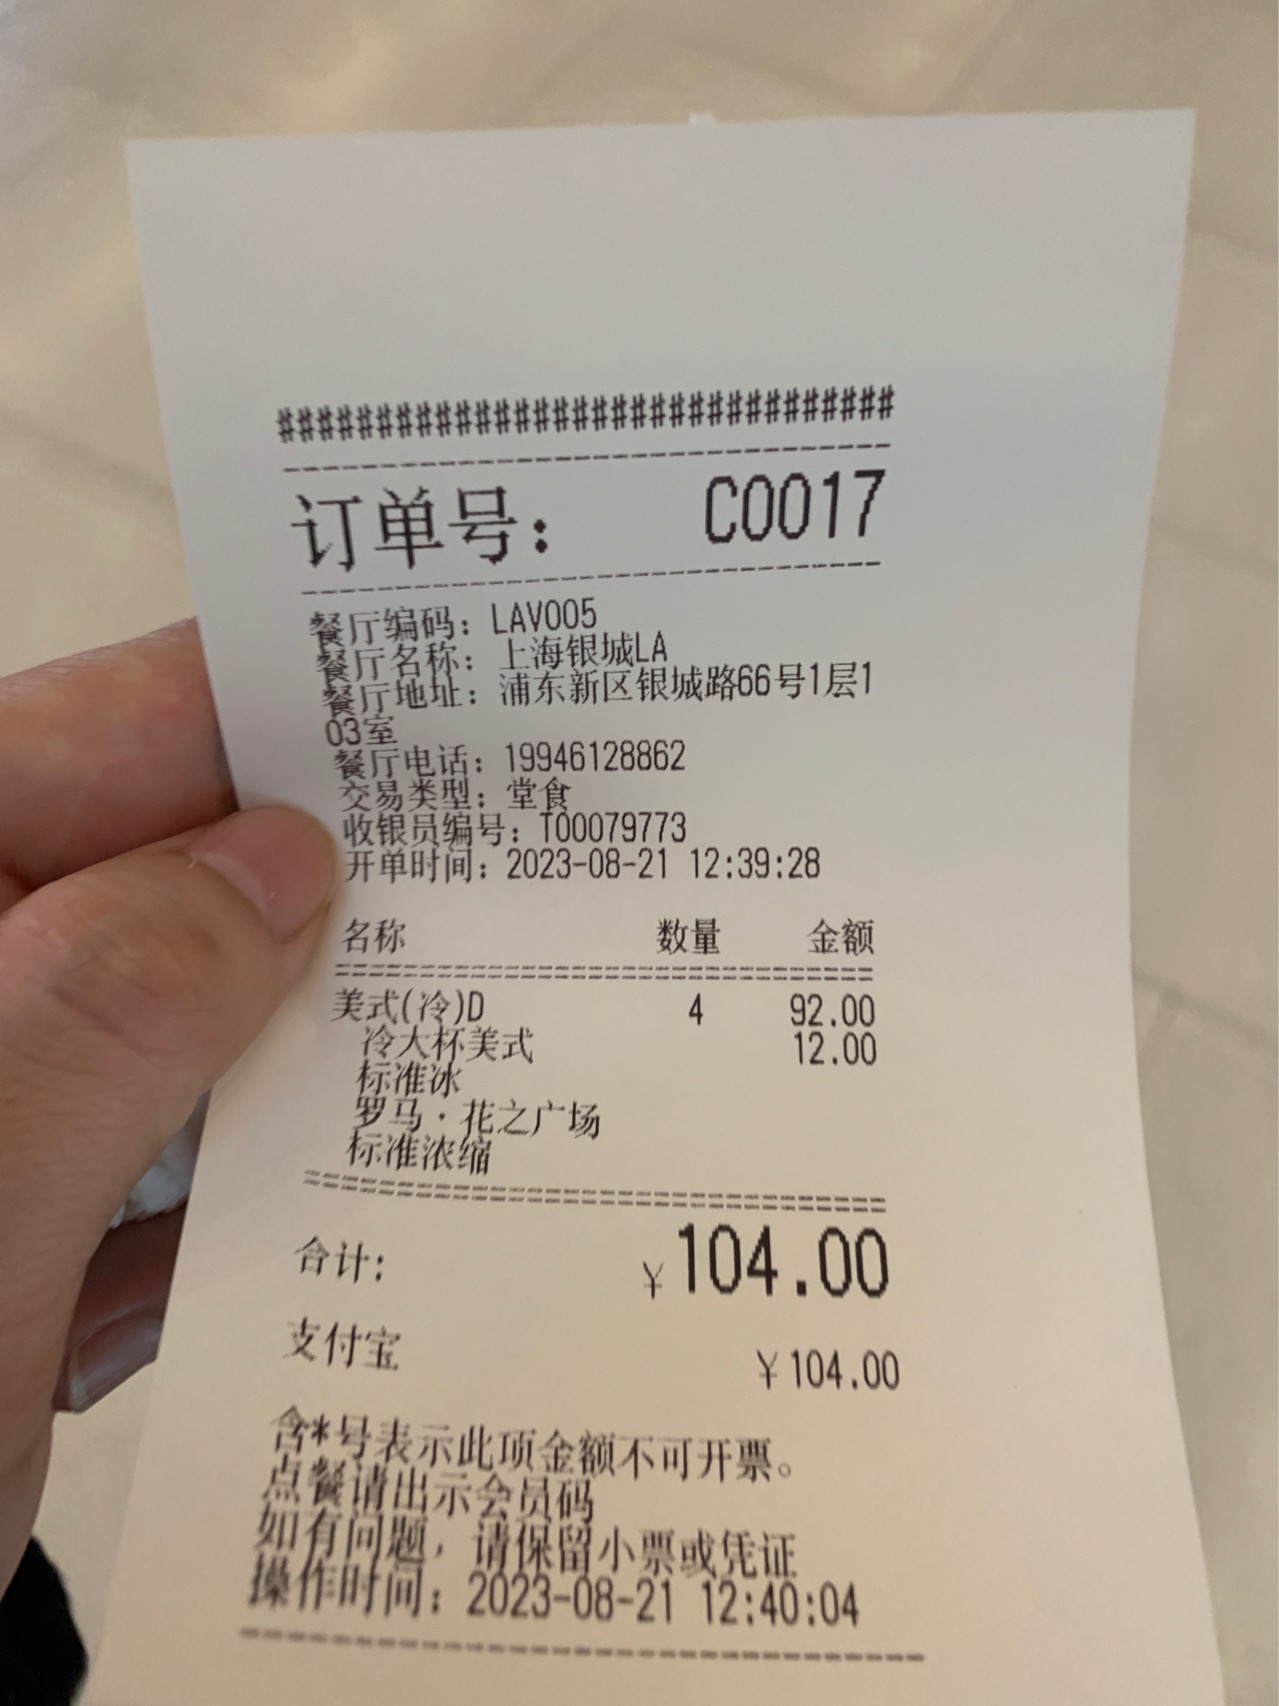 ###############################
订单号： C0017
餐厅编码：LAV005
餐厅名称：上海银城LA
餐厅地址：浦东新区银城路66号1层1
03室
餐厅电话：19946128862
交易类型：堂食
收银员编号：T00079773
开单时间：2023-08-21 12:39:28
名称 数量 金额
美式(冷)D 4 92.00
冷大杯美式 12.00
标准冰
罗马·花之广场
标准浓缩
合计： ¥104.00
支付宝 ¥104.00
含*号表示此项金额不可开票。
点餐请出示会员码
如有问题，请保留小票或凭证
操作时间：2023-08-21 12:40:04